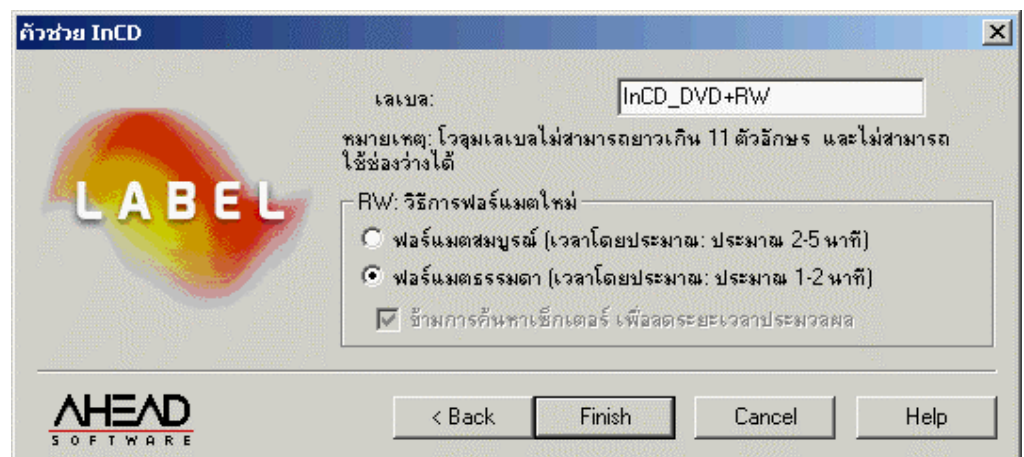 ตัวช่วย InCD
เลเบล:
InCD_DVD+RW
หมายเหตุ: โวลุมเลเบลไม่สามารถยาวเกิน 11 ตัวอักษร และไม่สามารถ
ใช้ช่องว่างได้
LABEL
RW: วิธีการฟอร์แมตใหม่
ฟอร์แมตสมบูรณ์ (เวลาโดยประมาณ: ประมาณ 2-5 นาที)
ฟอร์แมตธรรมดา (เวลาโดยประมาณ: ประมาณ 1-2 นาที)
ข้ามการค้นหาเซ็กเตอร์ เพื่อลดระยะเวลาประมวลผล
AHEAD
SOFTWARE
< Back
Finish
Cancel
Help